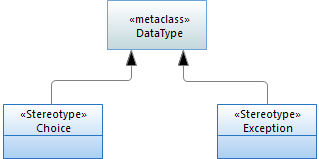 «metaclass»
DataType
«Stereotype»
Choice
«Stereotype»
Exception